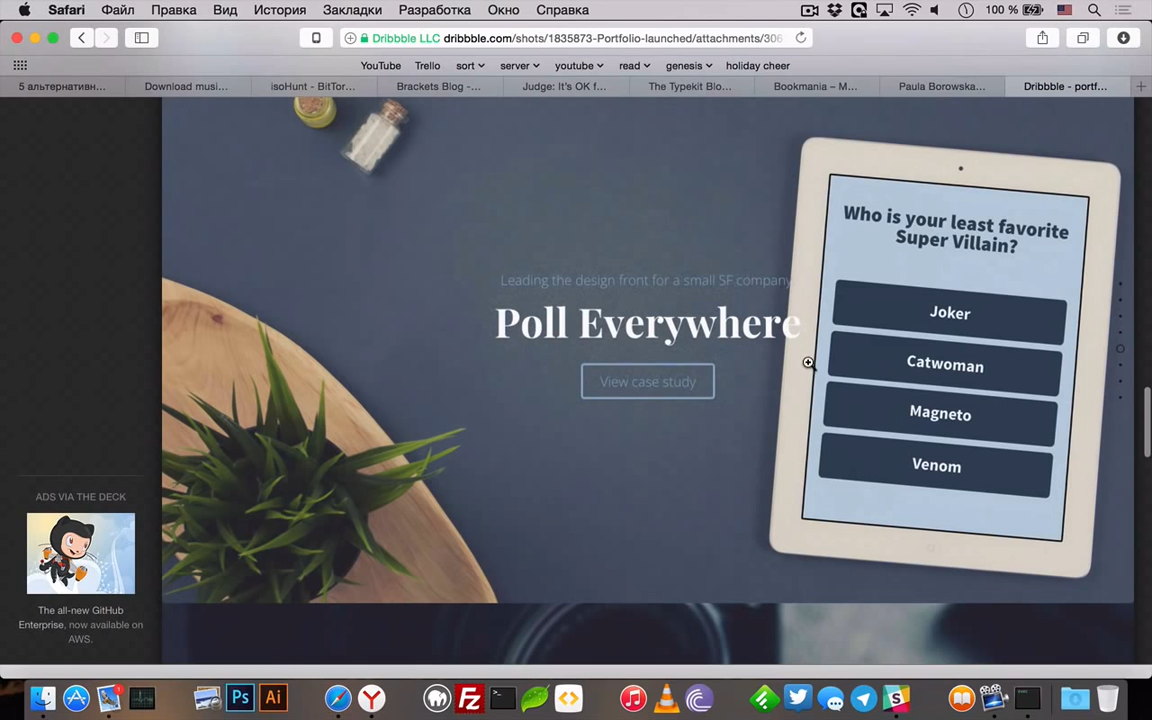 Safari Файл Правка Вид История Закладки Разработка Окно Справка 100 %
Dribbble LLC dribbble.com/shots/1835873-Portfolio-launched/attachments/306
YouTube Trello sort server youtube read genesis holiday cheer
5 альтернативн... Download musi... isoHunt - BitTor... Brackets Blog -... Judge: It's OK f... The Typekit Blo... Bookmania – M... Paula Borowska... Dribbble - portf...
Who is your least favorite
Super Villain?
Leading the design front for a small SF company
Poll Everywhere
View case study
Joker
Catwoman
Magneto
Venom
ADS VIA THE DECK
The all-new GitHub
Enterprise, now available on
AWS.
Ps Ai Fz